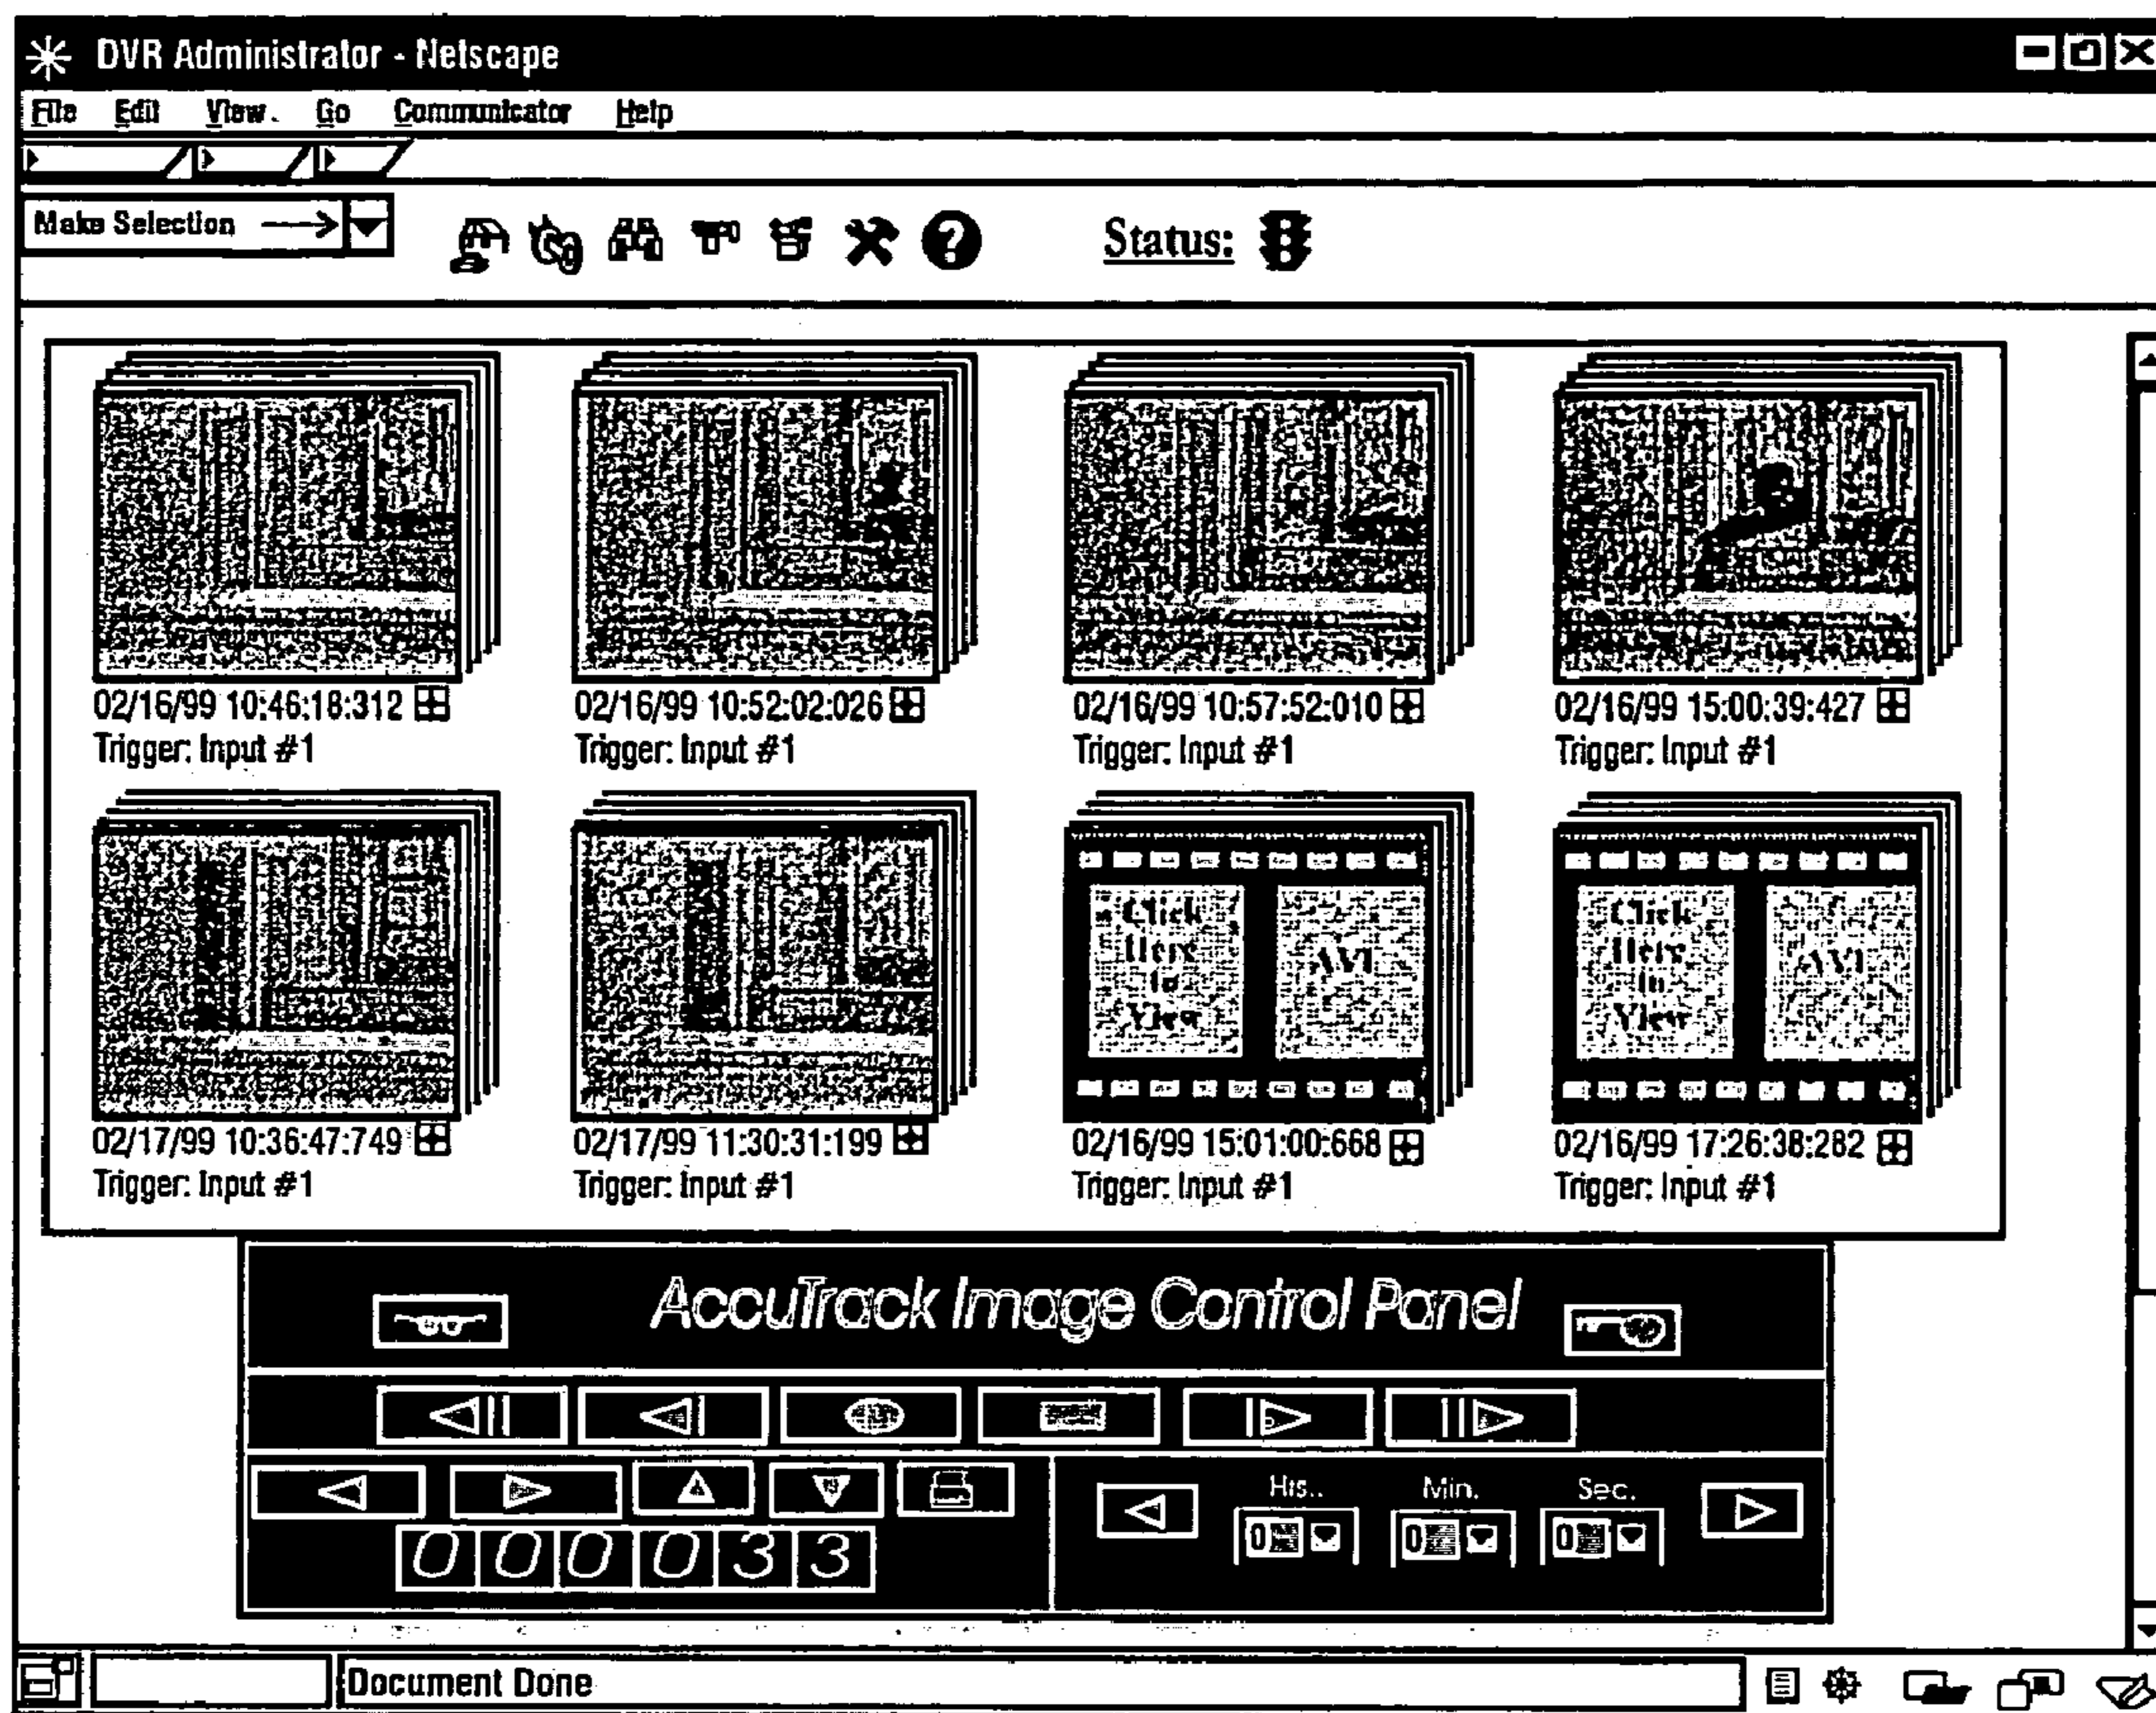 DVR Administrator - Netscape
File Edit View Go Communicator Help
Make Selection
Status:
02/16/99 10:46:18:312 02/16/99 10:52:02:026 02/16/99 10:57:52:010 02/16/99 15:00:39:427
Trigger: Input #1 Trigger: Input #1 Trigger: Input #1 Trigger: Input #1
Click Here to View AVI Click Here to View AVI
02/17/99 10:36:47:749 02/17/99 11:30:31:199 02/16/99 15:01:00:668 02/16/99 17:26:38:282
Trigger: Input #1 Trigger: Input #1 Trigger: Input #1 Trigger: Input #1
AccuTrack Image Control Panel
Hrs.. Min. Sec.
0 0 0
000033
Document Done